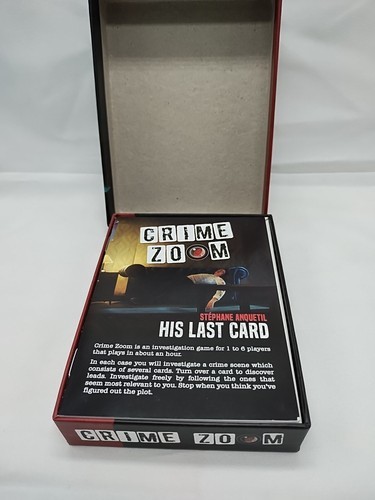 CRIME
ZOOM
STÉPHANE ANQUETIL
HIS LAST CARD
Crime Zoom is an investigation game for 1 to 6 players
that plays in about an hour.
In each case you will investigate a crime scene which
consists of several cards. Turn over a card to discover
leads. Investigate freely by following the ones that
seem most relevant to you. Stop when you think you've
figured out the plot.
CRIME ZOOM